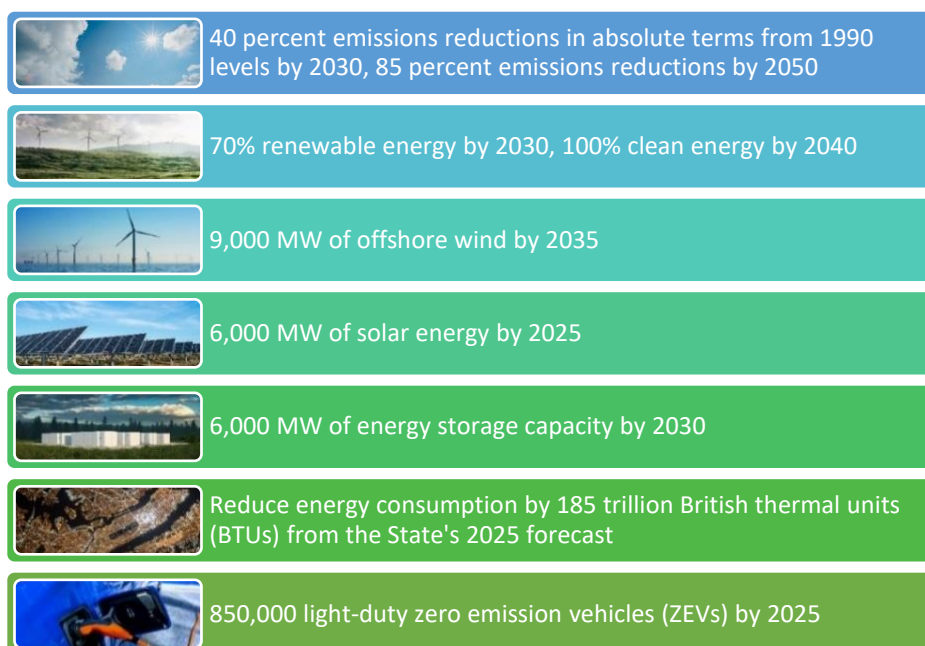 40 percent emissions reductions in absolute terms from 1990
levels by 2030, 85 percent emissions reductions by 2050
70% renewable energy by 2030, 100% clean energy by 2040
9,000 MW of offshore wind by 2035
6,000 MW of solar energy by 2025
6,000 MW of energy storage capacity by 2030
Reduce energy consumption by 185 trillion British thermal units
(BTUs) from the State's 2025 forecast
850,000 light-duty zero emission vehicles (ZEVs) by 2025